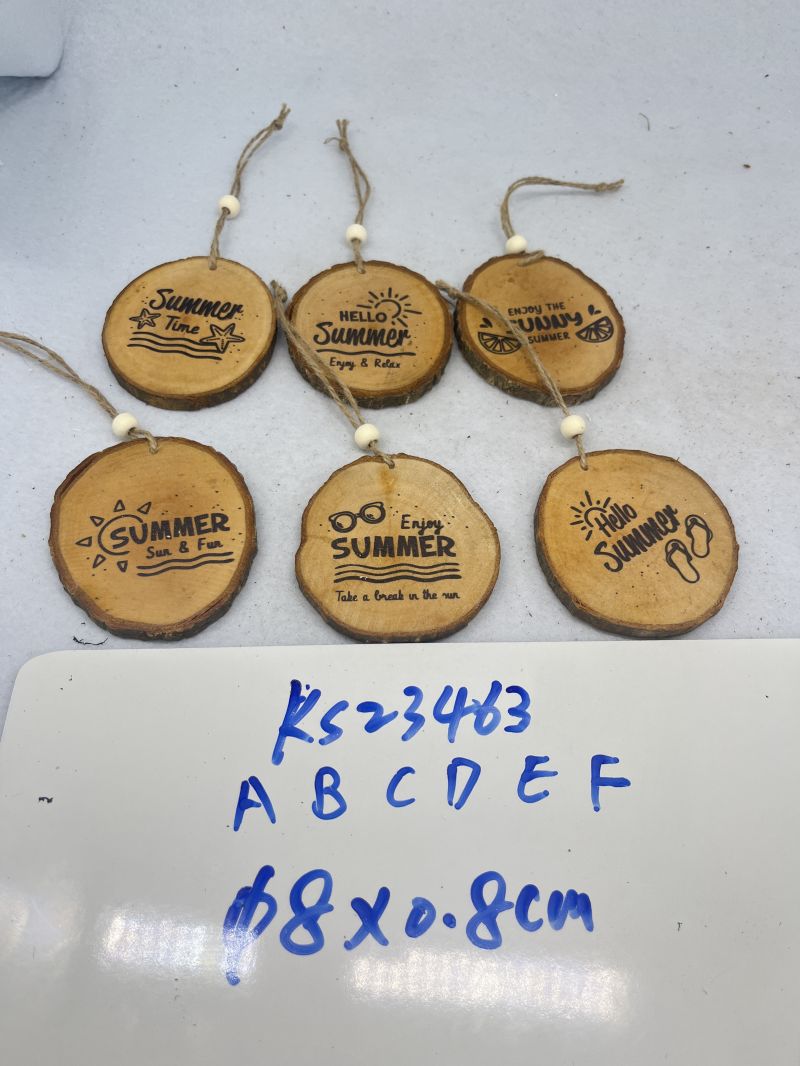 Summer
Time
HELLO
Summer
Enjoy & Relax
ENJOY THE
SUNNY
SUMMER
SUMMER
Sun & Fun
Enjoy
SUMMER
Take a break in the sun
Hello
Summer
KS23463
A B C D E F
φ8X0.8cm